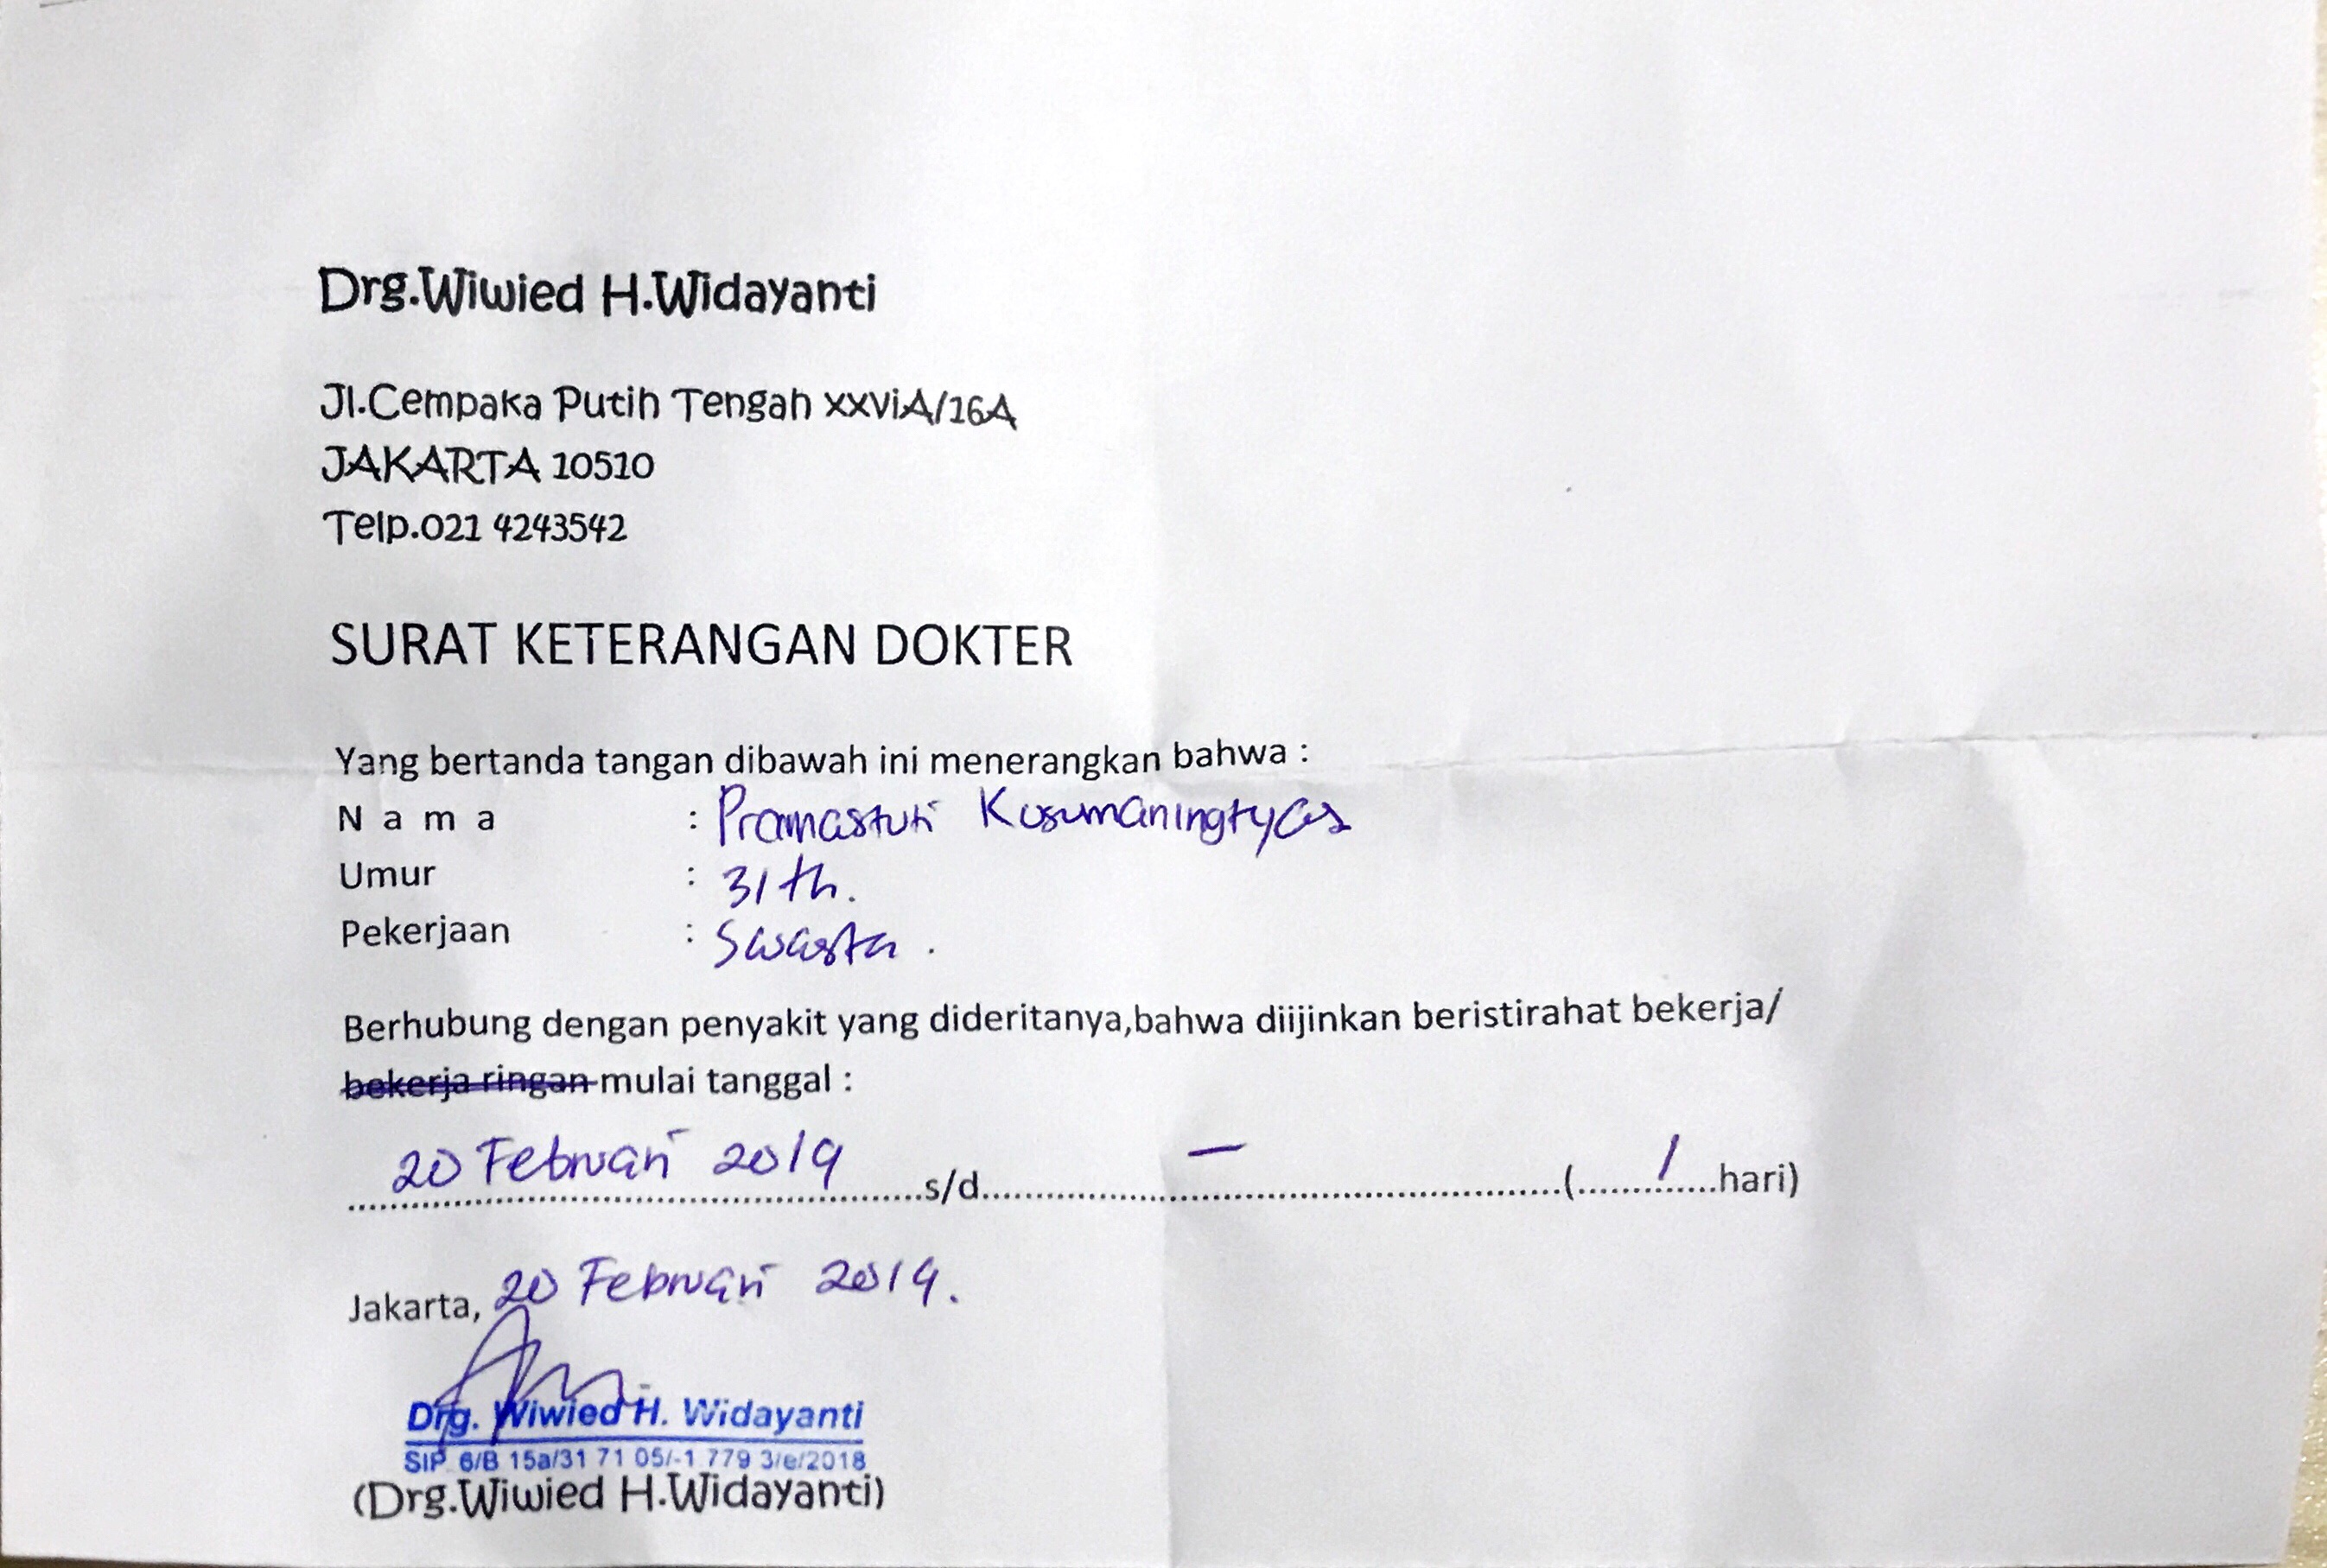 Drg.Wiwied H.Widayanti
Jl.Cempaka Putih Tengah xxviA/16A
JAKARTA 10510
Telp.021 4243542
SURAT KETERANGAN DOKTER
Yang bertanda tangan dibawah ini menerangkan bahwa :
N a m a : Pramastuti Kusumaningtyas
Umur : 31 th.
Pekerjaan : Swasta .
Berhubung dengan penyakit yang dideritanya,bahwa diijinkan beristirahat bekerja/
bekerja ringan mulai tanggal :
20 Februari 2019 s/d - ( 1 hari)
Jakarta, 20 Februari 2019.
Drg. Wiwied H. Widayanti
SIP. 6/B 15a/31 71 05/-1 779 3/e/2018
(Drg.Wiwied H.Widayanti)